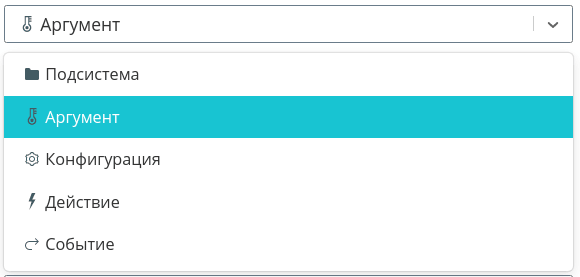 Аргумент
Подсистема
Аргумент
Конфигурация
Действие
Событие